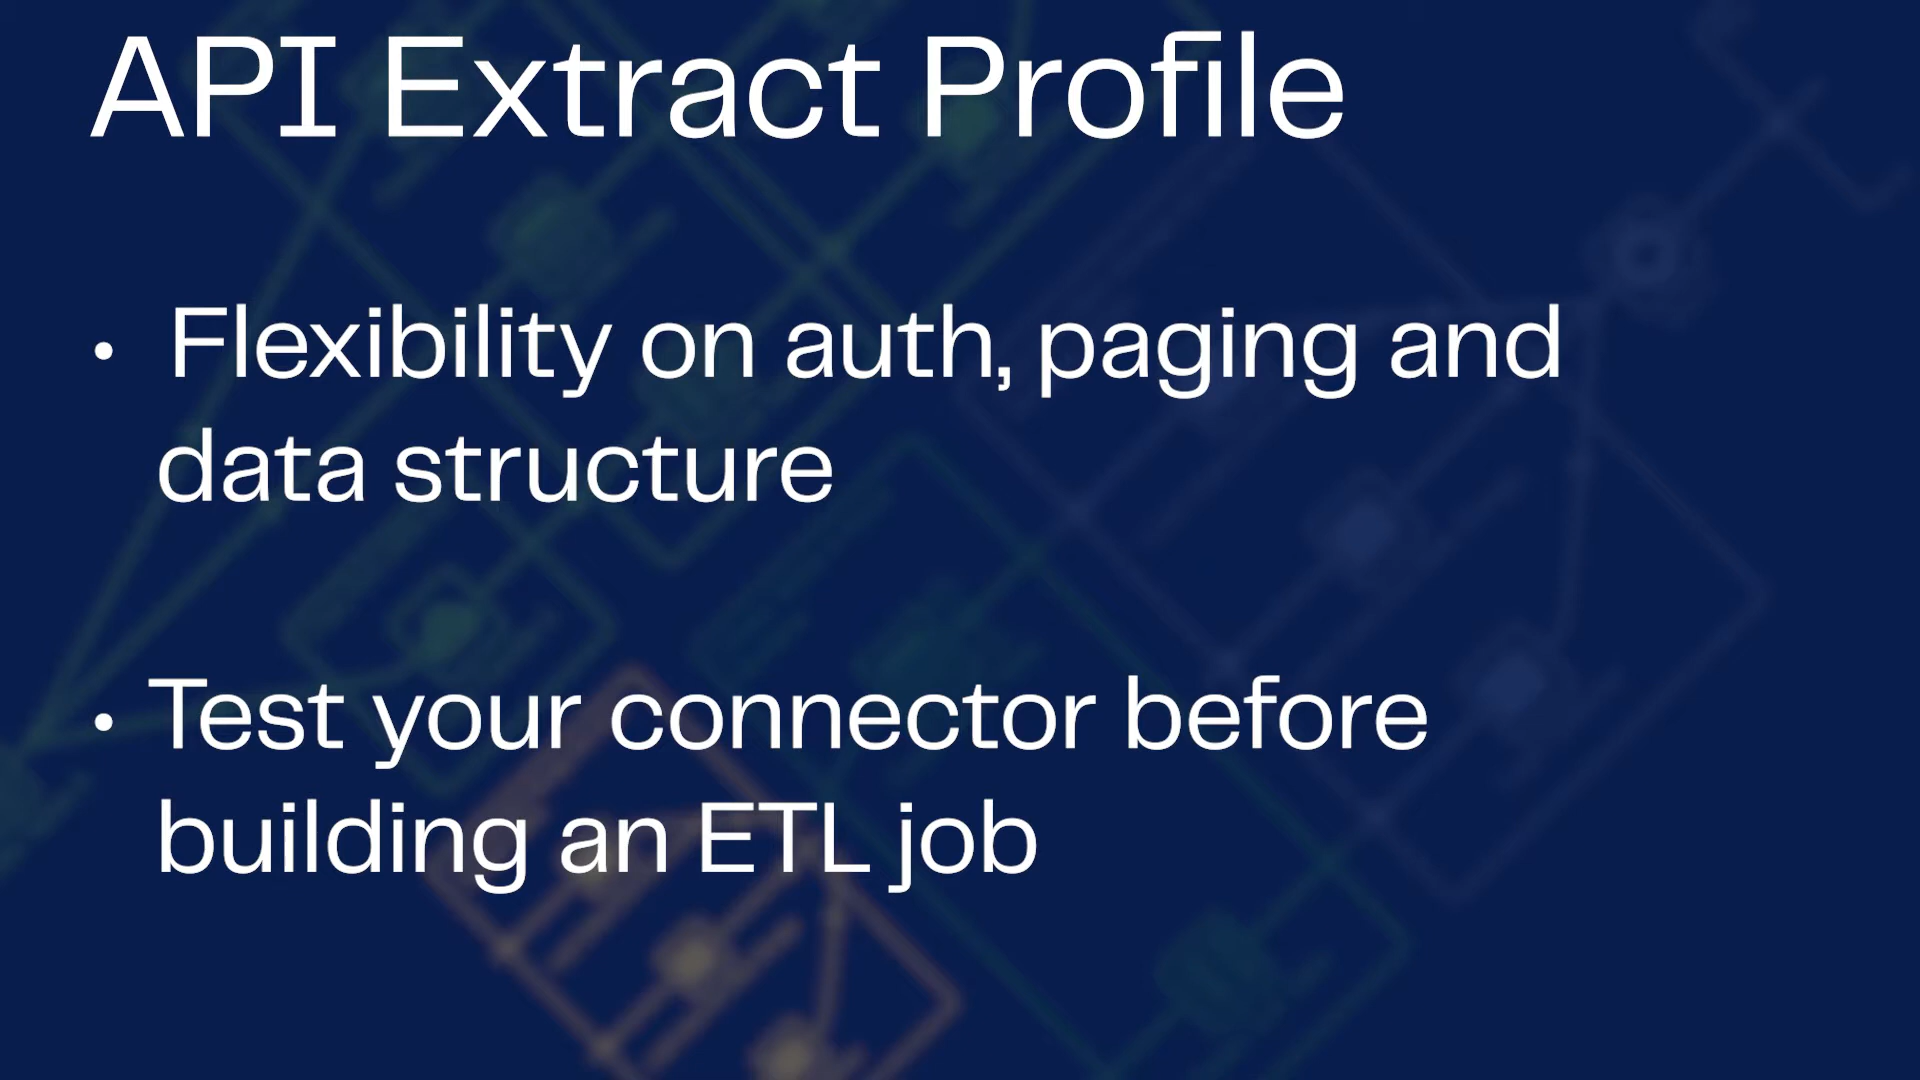 API Extract Profile
• Flexibility on auth, paging and
data structure
• Test your connector before
building an ETL job